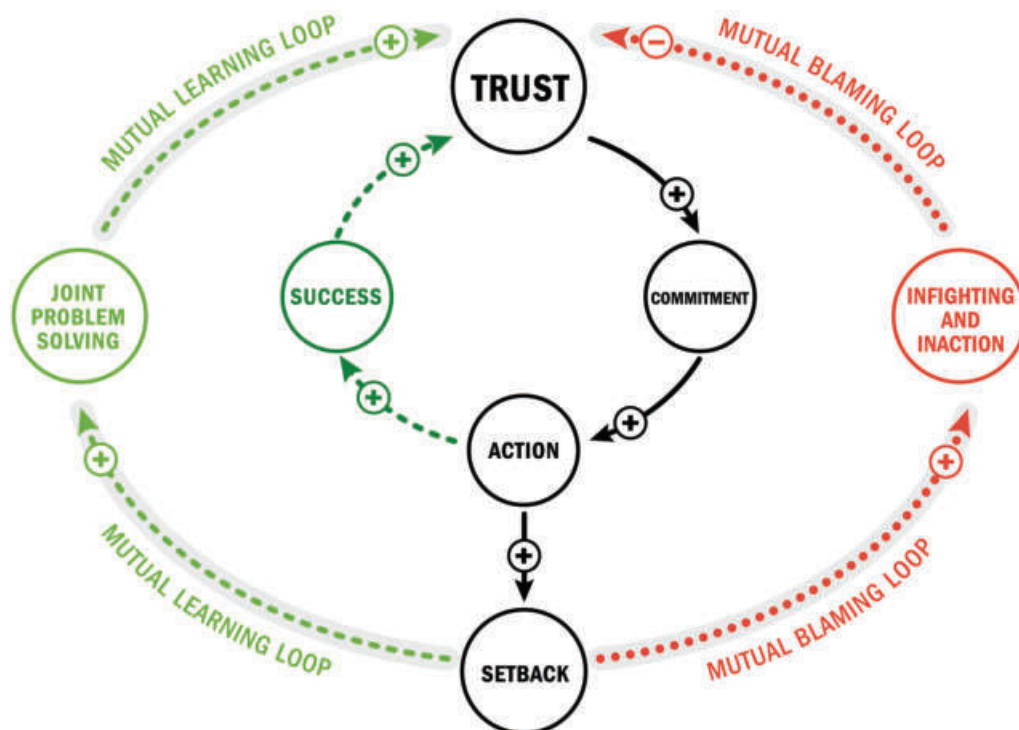 MUTUAL LEARNING LOOP
+
TRUST
−
MUTUAL BLAMING LOOP
+
+
JOINT
PROBLEM
SOLVING
SUCCESS
COMMITMENT
INFIGHTING
AND
INACTION
+
+
ACTION
+
+
+
MUTUAL LEARNING LOOP
SETBACK
MUTUAL BLAMING LOOP